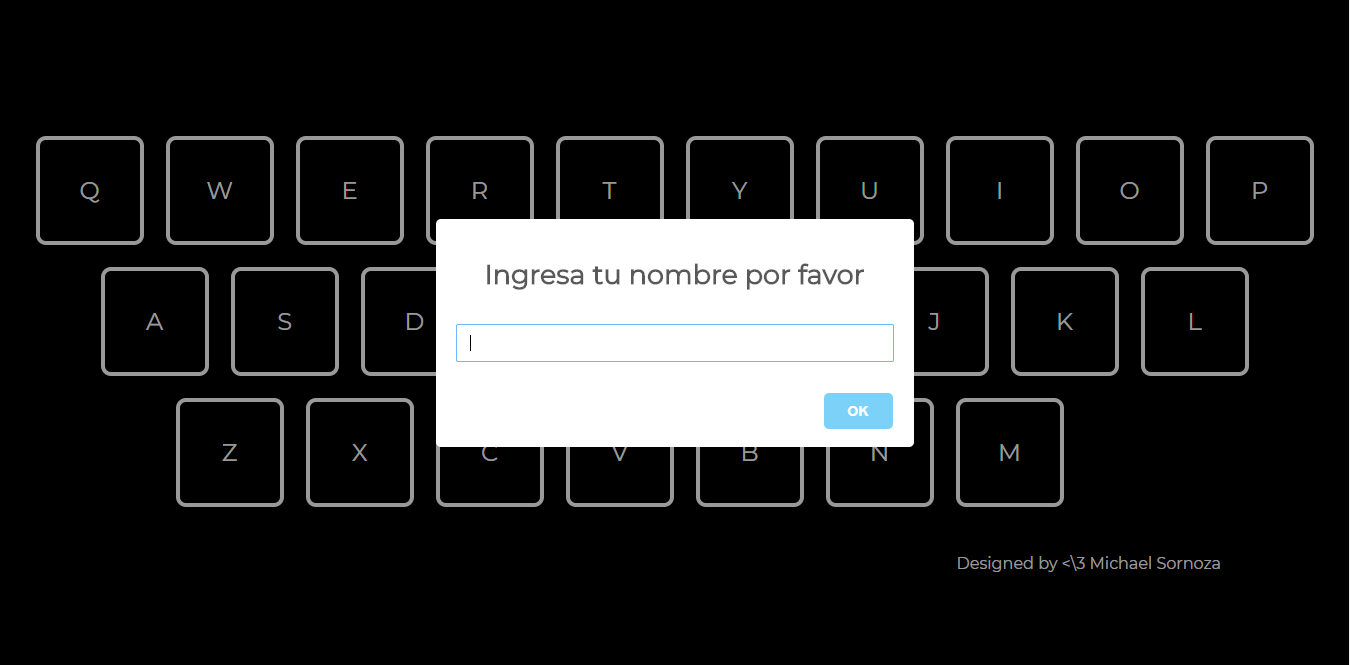 Q W E R T Y U I O P
Ingresa tu nombre por favor
A S D J K L
OK
Z X C V B N M
Designed by <\3 Michael Sornoza